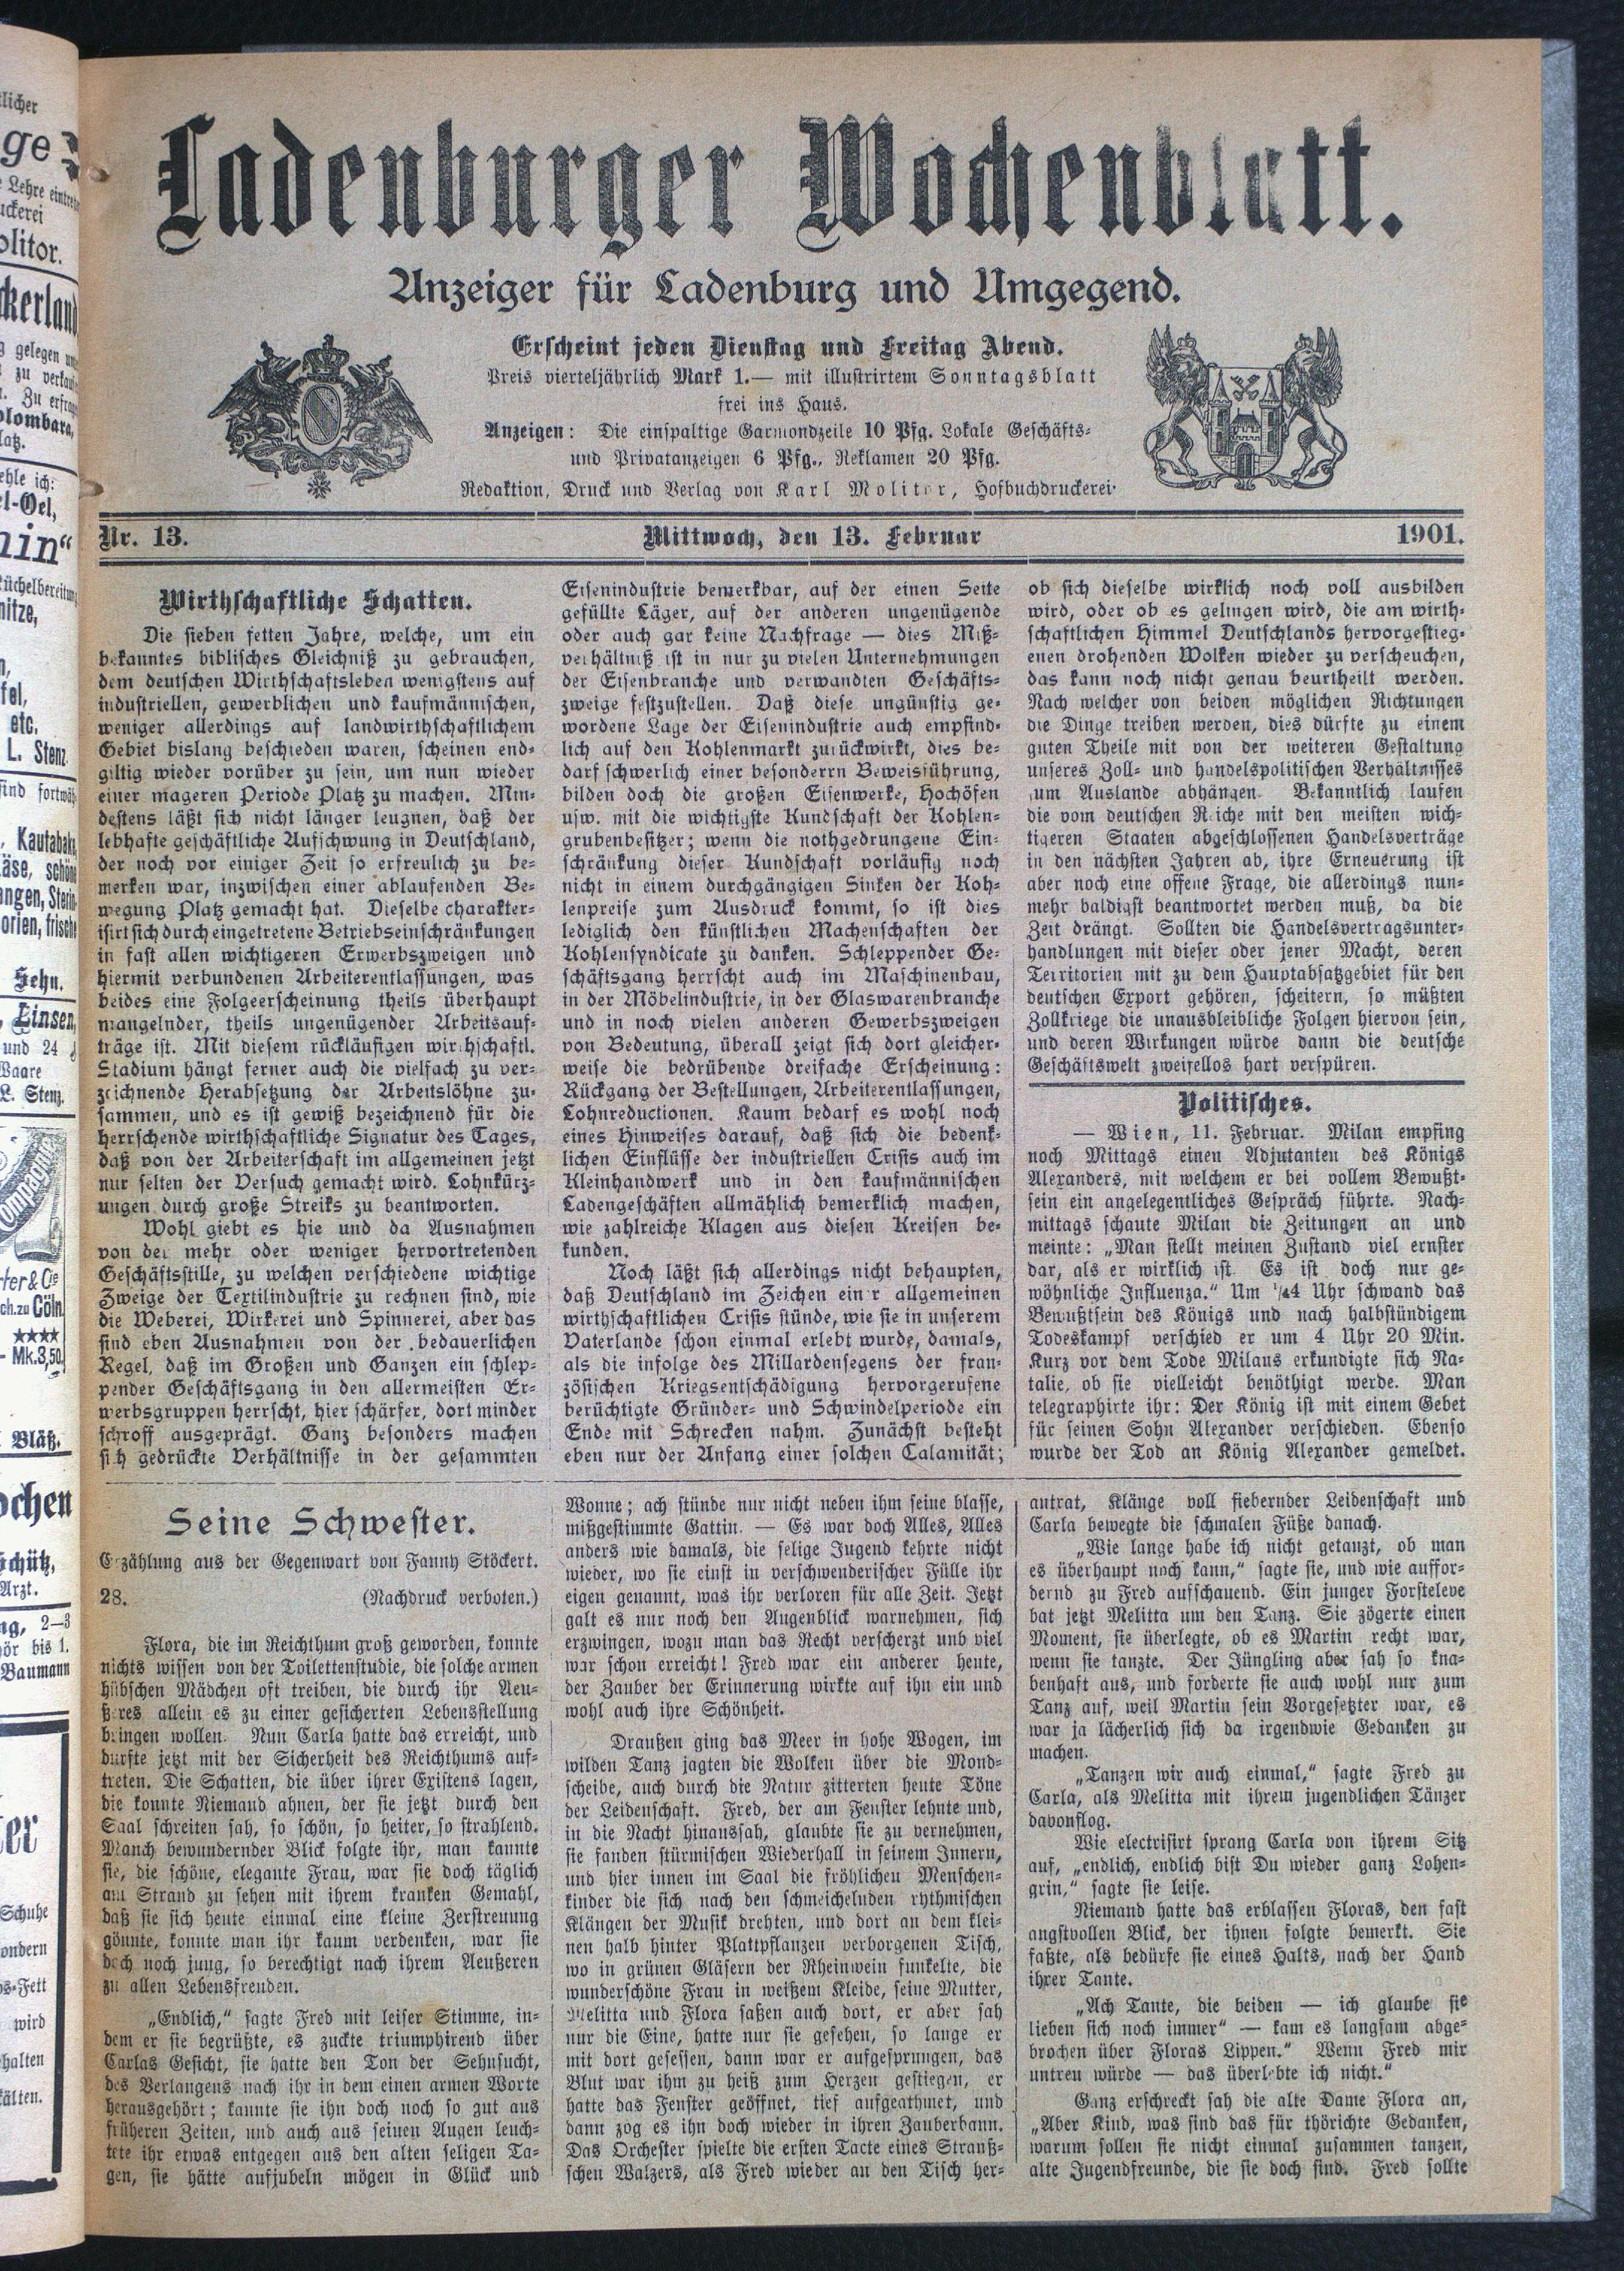 Ladenburger Wochenblatt.
Anzeiger für Ladenburg und Umgegend.
Erscheint jeden Dienstag und Freitag Abend.
Preis vierteljährlich Mark 1.— mit illustrirtem Sonntagsblatt
frei ins Haus.
Anzeigen: Die einspaltige Garmondzeile 10 Pfg. Lokale Geschäfts-
und Privatanzeigen 6 Pfg., Reklamen 20 Pfg.
Redaktion, Druck und Verlag von Karl Molitor, Hofbuchdruckerei.
Nr. 13. Mittwoch, den 13. Februar 1901.
Wirthschaftliche Schatten.
Die sieben fetten Jahre, welche, um ein
bekanntes biblisches Gleichniß zu gebrauchen,
dem deutschen Wirthschaftsleben wenigstens auf
industriellen, gewerblichen und kaufmännischen,
weniger allerdings auf landwirthschaftlichem
Gebiet bislang beschieden waren, scheinen end-
giltig wieder vorüber zu sein, um nun wieder
einer mageren Periode Platz zu machen. Min-
destens läßt sich nicht länger leugnen, daß der
lebhafte geschäftliche Aufschwung in Deutschland,
der noch vor einiger Zeit so erfreulich zu be-
merken war, inzwischen einer ablaufenden Be-
wegung Platz gemacht hat. Dieselbe charakter-
isirt sich durch eingetretene Betriebseinschränkungen
in fast allen wichtigeren Erwerbszweigen und
hiermit verbundenen Arbeiterentlassungen, was
beides eine Folgeerscheinung theils überhaupt
mangelnder, theils ungenügender Arbeitsauf-
träge ist. Mit diesem rückläufigen wirthschaftl.
Stadium hängt ferner auch die vielfach zu ver-
zeichnende Herabsetzung der Arbeitslöhne zu-
sammen, und es ist gewiß bezeichnend für die
herrschende wirthschaftliche Signatur des Tages,
daß von der Arbeiterschaft im allgemeinen jetzt
nur selten der Versuch gemacht wird. Lohnkürz-
ungen durch große Streiks zu beantworten.
Wohl giebt es hie und da Ausnahmen
von der mehr oder weniger hervortretenden
Geschäftsstille, zu welchen verschiedene wichtige
Zweige der Textilindustrie zu rechnen sind, wie
die Weberei, Wirkerei und Spinnerei, aber das
sind eben Ausnahmen von der bedauerlichen
Regel, daß im Großen und Ganzen ein schlep-
pender Geschäftsgang in den allermeisten Er-
werbsgruppen herrscht, hier schärfer, dort minder
schroff ausgeprägt. Ganz besonders machen
sich gedrückte Verhältnisse in der gesammten
Eisenindustrie bemerkbar, auf der einen Seite
gefüllte Läger, auf der anderen ungenügende
oder auch gar keine Nachfrage — dies Miß-
verhältniß ist in nur zu vielen Unternehmungen
der Eisenbranche und verwandten Geschäfts-
zweige festzustellen. Daß diese ungünstig ge-
wordene Lage der Eisenindustrie auch empfind-
lich auf den Kohlenmarkt zurückwirkt, dies be-
darf schwerlich einer besonderrn Beweisführung,
bilden doch die großen Eisenwerke, Hochöfen
usw. mit die wichtigste Kundschaft der Kohlen-
grubenbesitzer; wenn die nothgedrungene Ein-
schränkung dieser Kundschaft vorläufig noch
nicht in einem durchgängigen Sinken der Koh-
lenpreise zum Ausdruck kommt, so ist dies
lediglich den künstlichen Machenschaften der
Kohlensyndicate zu danken. Schleppender Ge-
schäftsgang herrscht auch im Maschinenbau,
in der Möbelindustrie, in der Glaswarenbranche
und in noch vielen anderen Gewerbszweigen
von Bedeutung, überall zeigt sich dort gleicher-
weise die bedrübende dreifache Erscheinung:
Rückgang der Bestellungen, Arbeiterentlassungen,
Lohnreductionen. Kaum bedarf es wohl noch
eines Hinweises darauf, daß sich die bedenk-
lichen Einflüsse der industriellen Crisis auch im
Kleinhandwerk und in den kaufmännischen
Ladengeschäften allmählich bemerklich machen,
wie zahlreiche Klagen aus diesen Kreisen be-
kunden.
Noch läßt sich allerdings nicht behaupten,
daß Deutschland im Zeichen ein r allgemeinen
wirthschaftlichen Crisis stünde, wie sie in unserem
Vaterlande schon einmal erlebt wurde, damals,
als die infolge des Millardensegens der fran-
zösischen Kriegsentschädigung hervorgerufene
berüchtigte Gründer- und Schwindelperiode ein
Ende mit Schrecken nahm. Zunächst besteht
eben nur der Anfang einer solchen Calamität;
ob sich dieselbe wirklich noch voll ausbilden
wird, oder ob es gelingen wird, die am wirth-
schaftlichen Himmel Deutschlands hervorgestieg-
enen drohenden Wolken wieder zu verscheuchen,
das kann noch nicht genau beurtheilt werden.
Nach welcher von beiden möglichen Richtungen
die Dinge treiben werden, dies dürfte zu einem
guten Theile mit von der weiteren Gestaltung
unseres Zoll- und handelspolitischen Verhältnisses
zum Auslande abhängen. Bekanntlich laufen
die vom deutschen Reiche mit den meisten wich-
tigeren Staaten abgeschlossenen Handelsverträge
in den nächsten Jahren ab, ihre Erneuerung ist
aber noch eine offene Frage, die allerdings nun-
mehr baldigst beantwortet werden muß, da die
Zeit drängt. Sollten die Handelsvertragsunter-
handlungen mit dieser oder jener Macht, deren
Territorien mit zu dem Hauptabsatzgebiet für den
deutschen Export gehören, scheitern, so müßten
Zollkriege die unausbleibliche Folgen hiervon sein,
und deren Wirkungen würde dann die deutsche
Geschäftswelt zweifellos hart verspüren.
Politisches.
— Wien, 11. Februar. Milan empfing
noch Mittags einen Adjutanten des Königs
Alexanders, mit welchem er bei vollem Bewußt-
sein ein angelegentliches Gespräch führte. Nach-
mittags schaute Milan die Zeitungen an und
meinte: „Man stellt meinen Zustand viel ernster
dar, als er wirklich ist. Es ist doch nur ge-
wöhnliche Influenza.“ Um 1/44 Uhr schwand das
Bewußtsein des Königs und nach halbstündigem
Todeskampf verschied er um 4 Uhr 20 Min.
Kurz vor dem Tode Milans erkundigte sich Na-
talie, ob sie vielleicht benöthigt werde. Man
telegraphirte ihr: Der König ist mit einem Gebet
für seinen Sohn Alexander verschieden. Ebenso
wurde der Tod an König Alexander gemeldet.
Seine Schwester.
Erzählung aus der Gegenwart von Fanny Stöckert.
28. (Nachdruck verboten.)
Flora, die im Reichthum groß geworden, konnte
nichts wissen von der Toilettenstudie, die solche armen
hübschen Mädchen oft treiben, die durch ihr Aeu-
ßeres allein es zu einer gesicherten Lebensstellung
bringen wollen. Nun Carla hatte das erreicht, und
durfte jetzt mit der Sicherheit des Reichthums auf-
treten. Die Schatten, die über ihrer Existens lagen,
die konnte Niemand ahnen, der sie jetzt durch den
Saal schreiten sah, so schön, so heiter, so strahlend.
Manch bewundernder Blick folgte ihr, man kannte
sie, die schöne, elegante Frau, war sie doch täglich
am Strand zu sehen mit ihrem kranken Gemahl,
daß sie sich heute einmal eine kleine Zerstreuung
gönnte, konnte man ihr kaum verdenken, war sie
doch noch jung, so berechtigt nach ihrem Aeußeren
zu allen Lebensfreuden.
„Endlich,“ sagte Fred mit leiser Stimme, in-
dem er sie begrüßte, es zuckte triumphirend über
Carlas Gesicht, sie hatte den Ton der Sehnsucht,
des Verlangens nach ihr in dem einen armen Worte
herausgehört; kannte sie ihn doch noch so gut aus
früheren Zeiten, und auch aus seinen Augen leuch-
tete ihr etwas entgegen aus den alten seligen Ta-
gen, sie hätte aufjubeln mögen in Glück und
Wonne; ach stünde nur nicht neben ihm seine blasse,
mißgestimmte Gattin. — Es war doch Alles, Alles
anders wie damals, die selige Jugend kehrte nicht
wieder, wo sie einst in verschwenderischer Fülle ihr
eigen genannt, was ihr verloren für alle Zeit. Jetzt
galt es nur noch den Augenblick warnehmen, sich
erzwingen, wozu man das Recht verscherzt unb viel
war schon erreicht! Fred war ein anderer heute,
der Zauber der Erinnerung wirkte auf ihn ein und
wohl auch ihre Schönheit.
Draußen ging das Meer in hohe Wogen, im
wilden Tanz jagten die Wolken über die Mond-
scheibe, auch durch die Natur zitterten heute Töne
der Leidenschaft. Fred, der am Fenster lehnte und,
in die Nacht hinaussah, glaubte sie zu vernehmen,
sie fanden stürmischen Wiederhall in seinem Innern,
und hier innen im Saal die fröhlichen Menschen-
kinder die sich nach den schmeichelnden rythmischen
Klängen der Musik drehten, und dort an dem klei-
nen halb hinter Plattpflanzen verborgenen Tisch,
wo in grünen Gläsern der Rheinwein funkelte, die
wunderschöne Frau in weißem Kleide, seine Mutter,
Melitta und Flora saßen auch dort, er aber sah
nur die Eine, hatte nur sie gesehen, so lange er
mit dort gesessen, dann war er aufgesprungen, das
Blut war ihm zu heiß zum Herzen gestiegen, er
hatte das Fenster geöffnet, tief aufgeathmet, und
dann zog es ihn doch wieder in ihren Zauberbann.
Das Orchester spielte die ersten Tacte eines Strauß-
schen Walzers, als Fred wieder an den Tisch her-
antrat, Klänge voll fiebernder Leidenschaft und
Carla bewegte die schmalen Füße danach.
„Wie lange habe ich nicht getanzt, ob man
es überhaupt noch kann,“ sagte sie, und wie auffor-
dernd zu Fred aufschauend. Ein junger Forsteleve
bat jetzt Melitta um den Tanz. Sie zögerte einen
Moment, sie überlegte, ob es Martin recht war,
wenn sie tanzte. Der Jüngling aber sah so kna-
benhaft aus, und forderte sie auch wohl nur zum
Tanz auf, weil Martin sein Vorgesetzter war, es
war ja lächerlich sich da irgendwie Gedanken zu
machen.
„Tanzen wir auch einmal,“ sagte Fred zu
Carla, als Melitta mit ihrem jugendlichen Tänzer
davonflog.
Wie electrisirt sprang Carla von ihrem Sitz
auf, „endlich, endlich bist Du wieder ganz Lohen-
grin,“ sagte sie leise.
Niemand hatte das erblassen Floras, den fast
angstvollen Blick, der ihnen folgte bemerkt. Sie
faßte, als bedürfe sie eines Halts, nach der Hand
ihrer Tante.
„Ach Tante, die beiden — ich glaube sie
lieben sich noch immer“ — kam es langsam abge-
brochen über Floras Lippen.“ Wenn Fred mir
untreu würde — das überlebte ich nicht.“
Ganz erschreckt sah die alte Dame Flora an,
„Aber Kind, was sind das für thörichte Gedanken,
warum sollen sie nicht einmal zusammen tanzen,
alte Jugendfreunde, die sie doch sind. Fred sollte